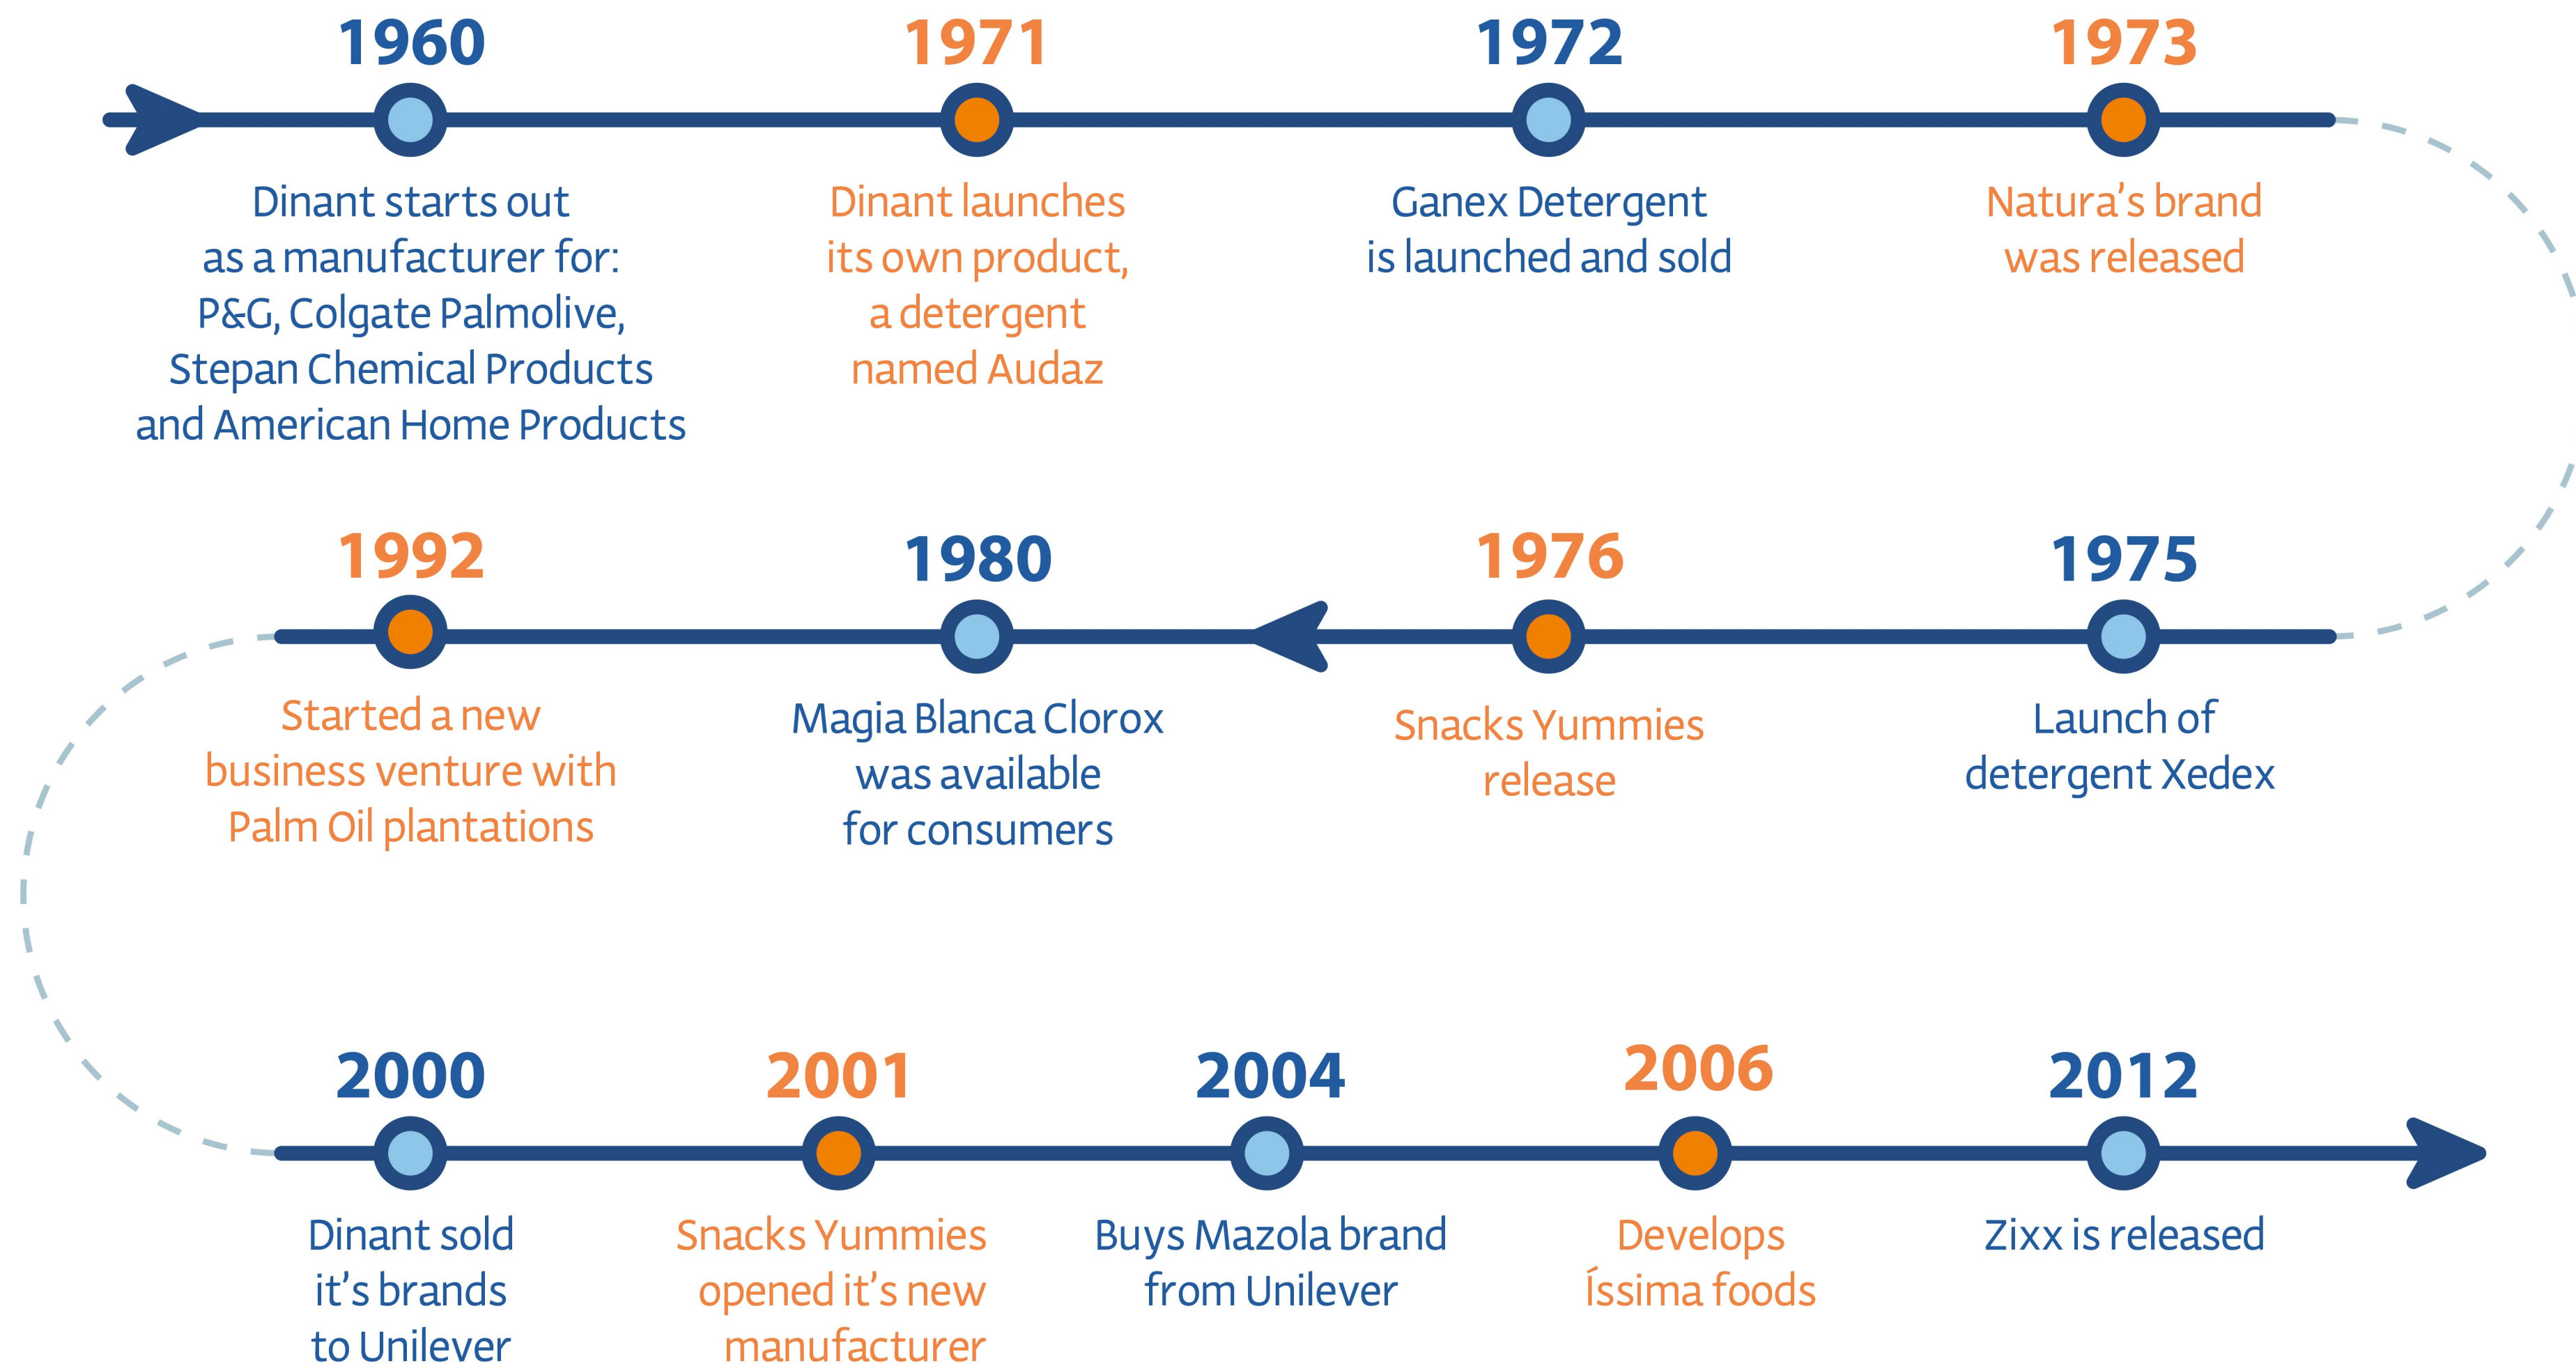 1960
Dinant starts out
as a manufacturer for:
P&G, Colgate Palmolive,
Stepan Chemical Products
and American Home Products
1971
Dinant launches
its own product,
a detergent
named Audaz
1972
Ganex Detergent
is launched and sold
1973
Natura’s brand
was released
1975
Launch of
detergent Xedex
1976
Snacks Yummies
release
1980
Magia Blanca Clorox
was available
for consumers
1992
Started a new
business venture with
Palm Oil plantations
2000
Dinant sold
it’s brands
to Unilever
2001
Snacks Yummies
opened it’s new
manufacturer
2004
Buys Mazola brand
from Unilever
2006
Develops
Íssima foods
2012
Zixx is released